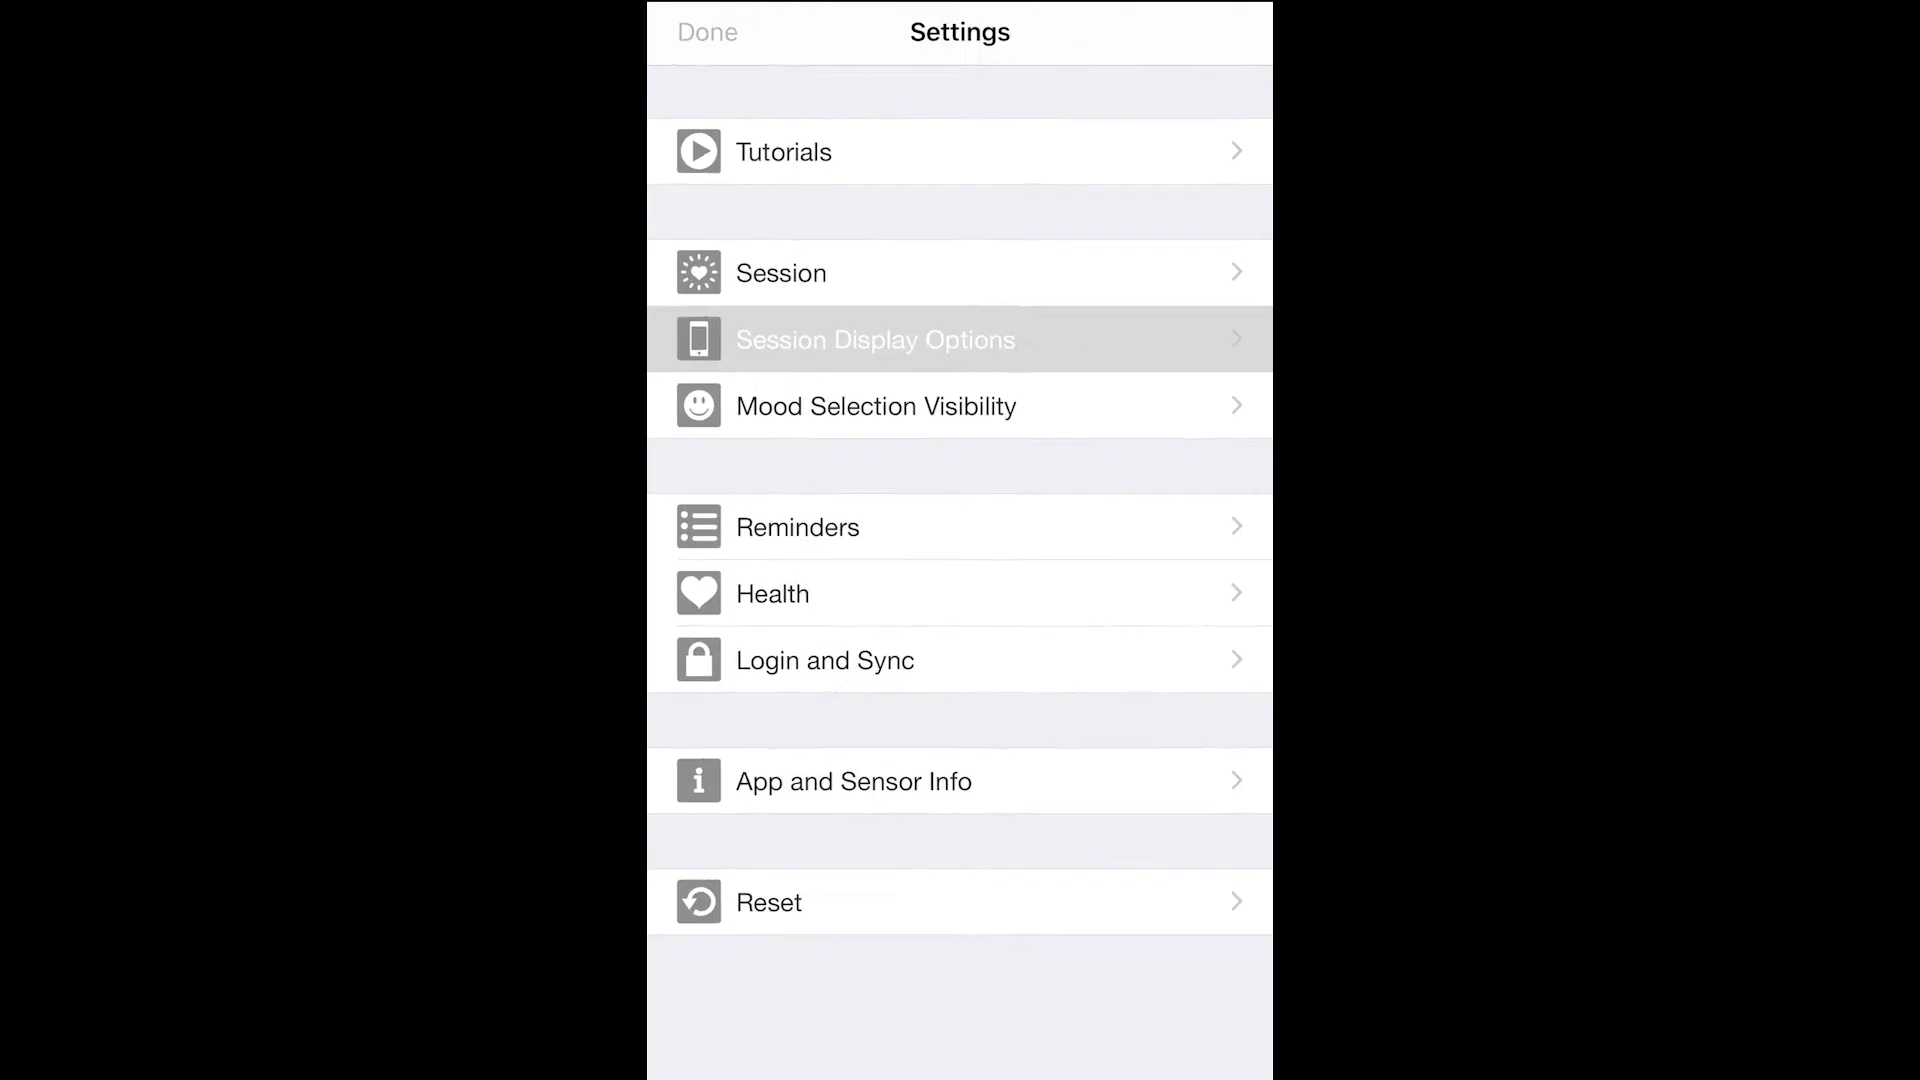 Done
Settings
Tutorials
Session
Session Display Options
Mood Selection Visibility
Reminders
Health
Login and Sync
App and Sensor Info
Reset